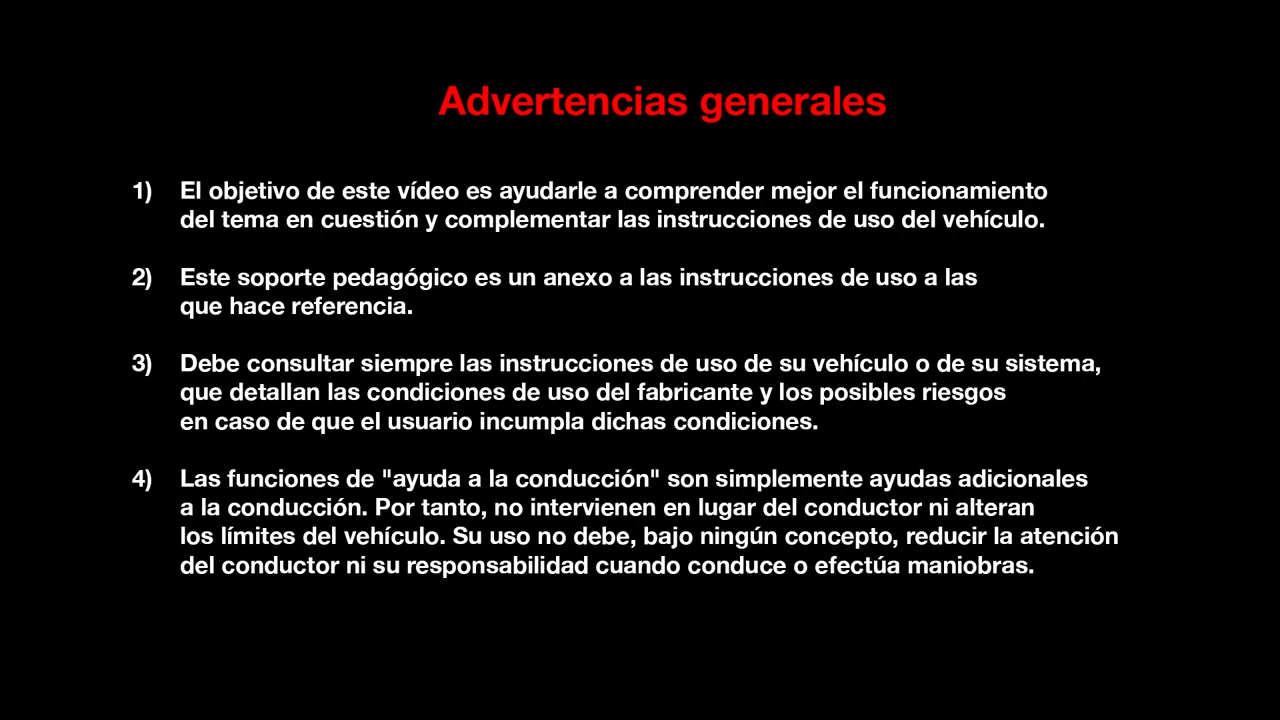 Advertencias generales
1) El objetivo de este vídeo es ayudarle a comprender mejor el funcionamiento
del tema en cuestión y complementar las instrucciones de uso del vehículo.
2) Este soporte pedagógico es un anexo a las instrucciones de uso a las
que hace referencia.
3) Debe consultar siempre las instrucciones de uso de su vehículo o de su sistema,
que detallan las condiciones de uso del fabricante y los posibles riesgos
en caso de que el usuario incumpla dichas condiciones.
4) Las funciones de "ayuda a la conducción" son simplemente ayudas adicionales
a la conducción. Por tanto, no intervienen en lugar del conductor ni alteran
los límites del vehículo. Su uso no debe, bajo ningún concepto, reducir la atención
del conductor ni su responsabilidad cuando conduce o efectúa maniobras.